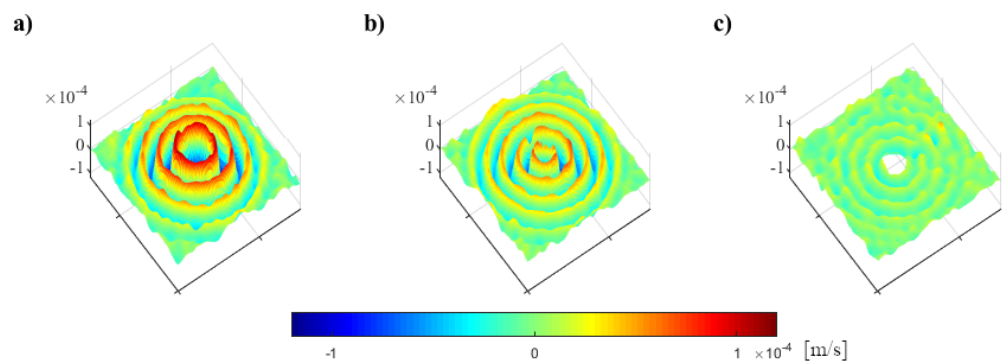 a) b) c)
×10⁻⁴ ×10⁻⁴ ×10⁻⁴
1 1 1
0 0 0
-1 -1 -1
-1 0 1 ×10⁻⁴ [m/s]